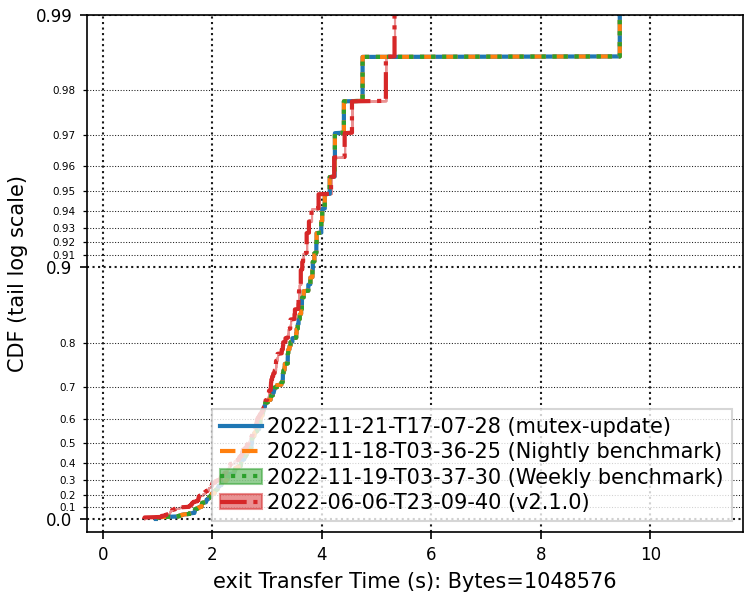 0.99
0.98
0.97
0.96
0.95
0.94
0.93
0.92
0.91
0.9
0.8
0.7
0.6
0.5
0.4
0.3
0.2
0.1
0.0
CDF (tail log scale)
2022-11-21-T17-07-28 (mutex-update)
2022-11-18-T03-36-25 (Nightly benchmark)
2022-11-19-T03-37-30 (Weekly benchmark)
2022-06-06-T23-09-40 (v2.1.0)
0 2 4 6 8 10
exit Transfer Time (s): Bytes=1048576